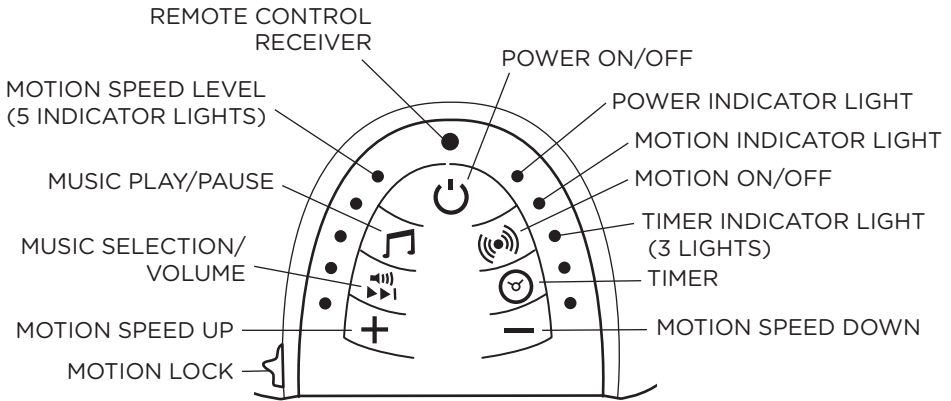 REMOTE CONTROL
RECEIVER
POWER ON/OFF
MOTION SPEED LEVEL
(5 INDICATOR LIGHTS)
POWER INDICATOR LIGHT
MOTION INDICATOR LIGHT
MUSIC PLAY/PAUSE
MOTION ON/OFF
TIMER INDICATOR LIGHT
(3 LIGHTS)
MUSIC SELECTION/
VOLUME
TIMER
MOTION SPEED UP
MOTION SPEED DOWN
MOTION LOCK